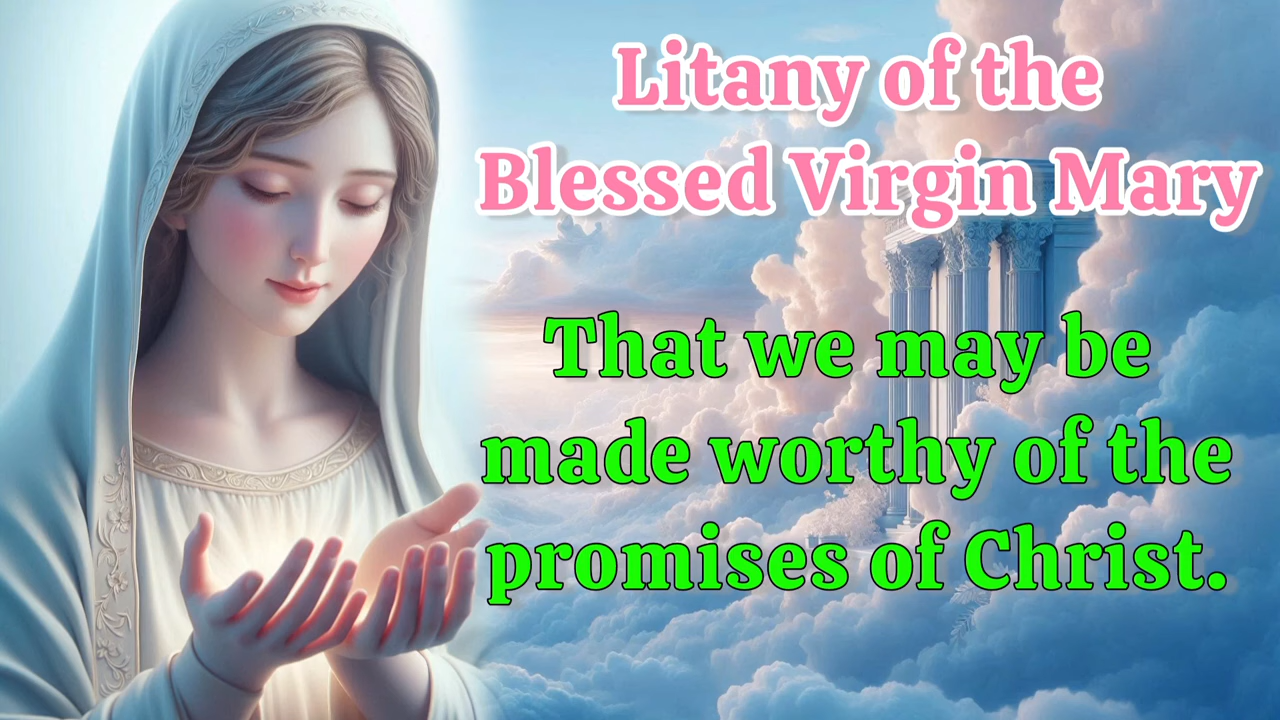 Litany of the
Blessed Virgin Mary
That we may be
made worthy of the
promises of Christ.